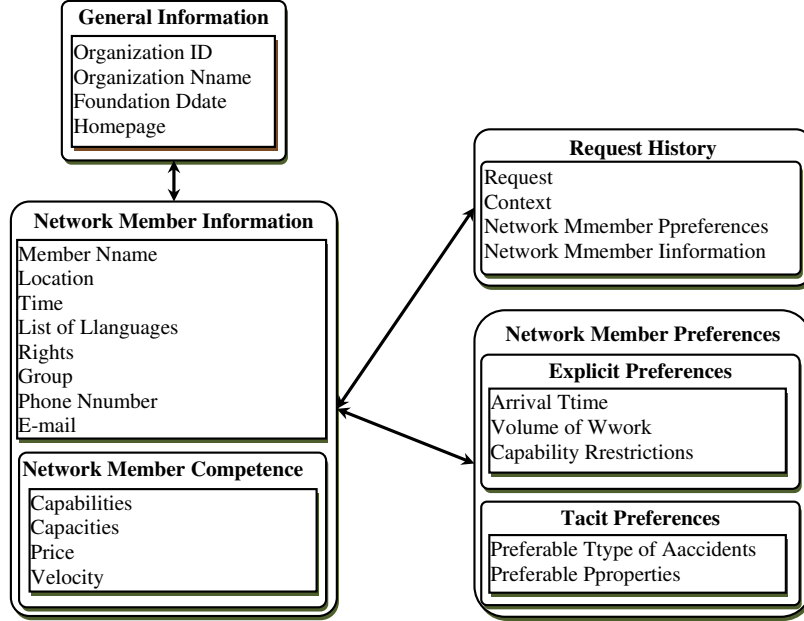 General Information
Organization ID
Organization Nname
Foundation Ddate
Homepage
Network Member Information
Member Nname
Location
Time
List of Llanguages
Rights
Group
Phone Nnumber
E-mail
Network Member Competence
Capabilities
Capacities
Price
Velocity
Request History
Request
Context
Network Mmember Ppreferences
Network Mmember Iinformation
Network Member Preferences
Explicit Preferences
Arrival Ttime
Volume of Wwork
Capability Rrestrictions
Tacit Preferences
Preferable Ttype of Aaccidents
Preferable Pproperties